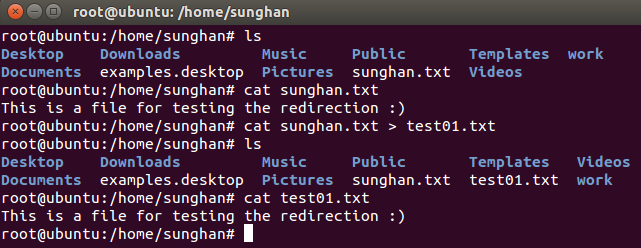 root@ubuntu: /home/sunghan
root@ubuntu:/home/sunghan# ls
Desktop    Downloads         Music     Public       Templates  work
Documents  examples.desktop  Pictures  sunghan.txt  Videos
root@ubuntu:/home/sunghan# cat sunghan.txt
This is a file for testing the redirection :)
root@ubuntu:/home/sunghan# cat sunghan.txt > test01.txt
root@ubuntu:/home/sunghan# ls
Desktop    Downloads         Music     Public       Templates   Videos
Documents  examples.desktop  Pictures  sunghan.txt  test01.txt  work
root@ubuntu:/home/sunghan# cat test01.txt
This is a file for testing the redirection :)
root@ubuntu:/home/sunghan#